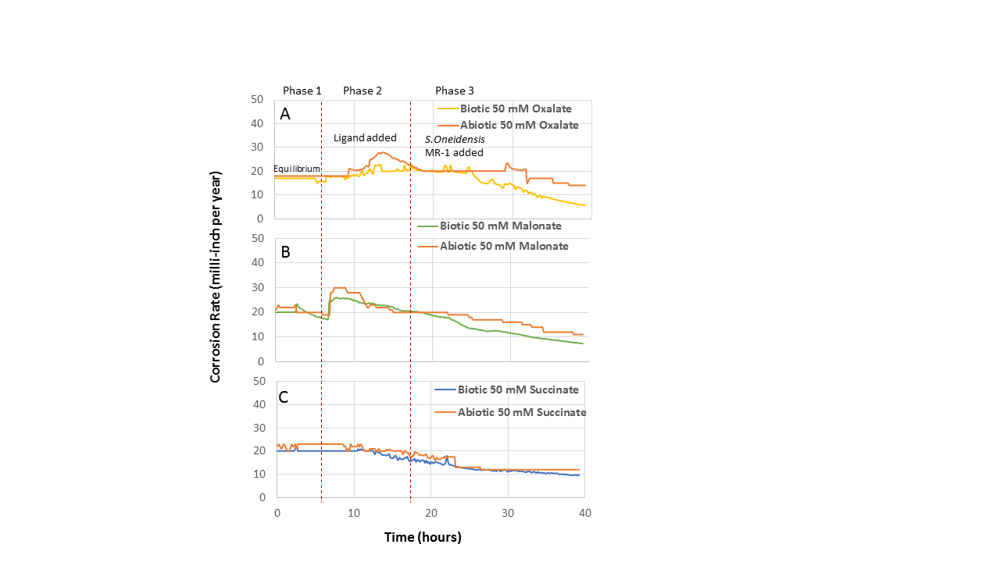 Phase 1 Phase 2 Phase 3
50
A
Biotic 50 mM Oxalate
40
Abiotic 50 mM Oxalate
Ligand added
S.Oneidensis
30
MR-1 added
Equilibrium
20
10
0
Biotic 50 mM Malonate
50
B
Abiotic 50 mM Malonate
40
30
20
10
0
50
C
Biotic 50 mM Succinate
40
Abiotic 50 mM Succinate
30
20
10
0
0 10 20 30 40
Time (hours)
Corrosion Rate (milli-inch per year)